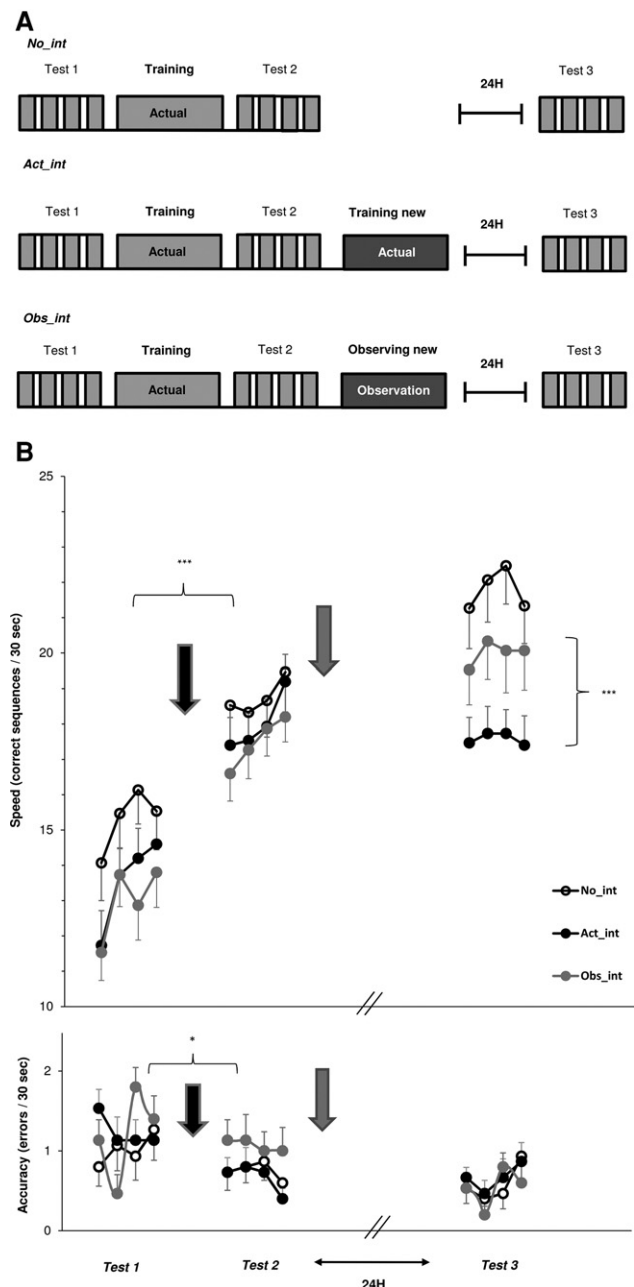 A
No_int
Test 1 Training Test 2 24H Test 3
Actual
Act_int
Test 1 Training Test 2 Training new 24H Test 3
Actual Actual
Obs_int
Test 1 Training Test 2 Observing new 24H Test 3
Actual Observation
B
Speed (correct sequences / 30 sec)
25
20
15
10
***
***
No_int
Act_int
Obs_int
Accuracy (errors / 30 sec)
2
1
0
*
Test 1 Test 2 Test 3
24H